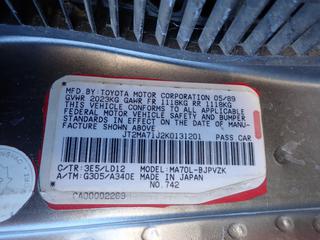 MFD BY TOYOTA MOTOR CORPORATION 05/89
GVWR 2023KG GAWR FR 1118KG RR 1118KG
THIS VEHICLE CONFORMS TO ALL APPLICABLE
FEDERAL MOTOR VEHICLE SAFETY AND BUMPER
STANDARDS IN EFFECT ON THE DATE OF MANU-
FACTURE SHOWN ABOVE.
JT2MA71J2K0131201 PASS CAR
C/TR: 3E5/LD12 MODEL: MA70L-BJPVZK
A/TM: G305/A340E MADE IN JAPAN
NO.742
CA00002269